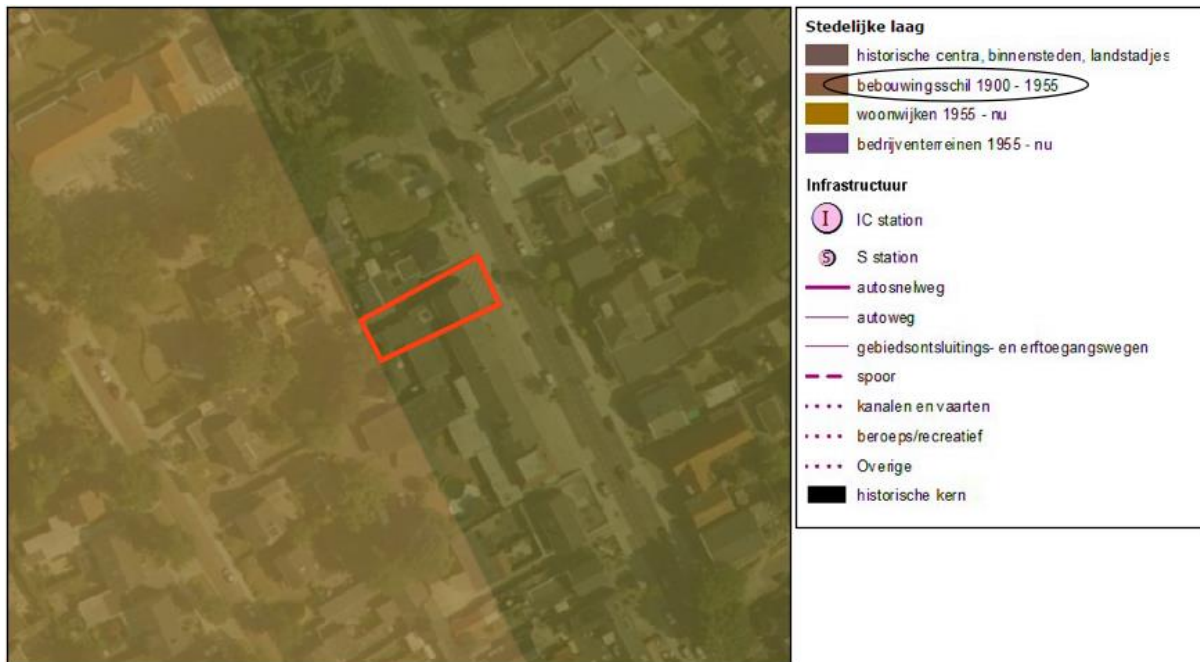 Stedelijke laag
historische centra, binnensteden, landstadjes
bebouwingsschil 1900 - 1955
woonwijken 1955 - nu
bedrijventerreinen 1955 - nu
Infrastructuur
I IC station
S S station
autosnelweg
autoweg
gebiedsontsluitings- en erftoegangswegen
spoor
kanalen en vaarten
beroeps/recreatief
Overige
historische kern